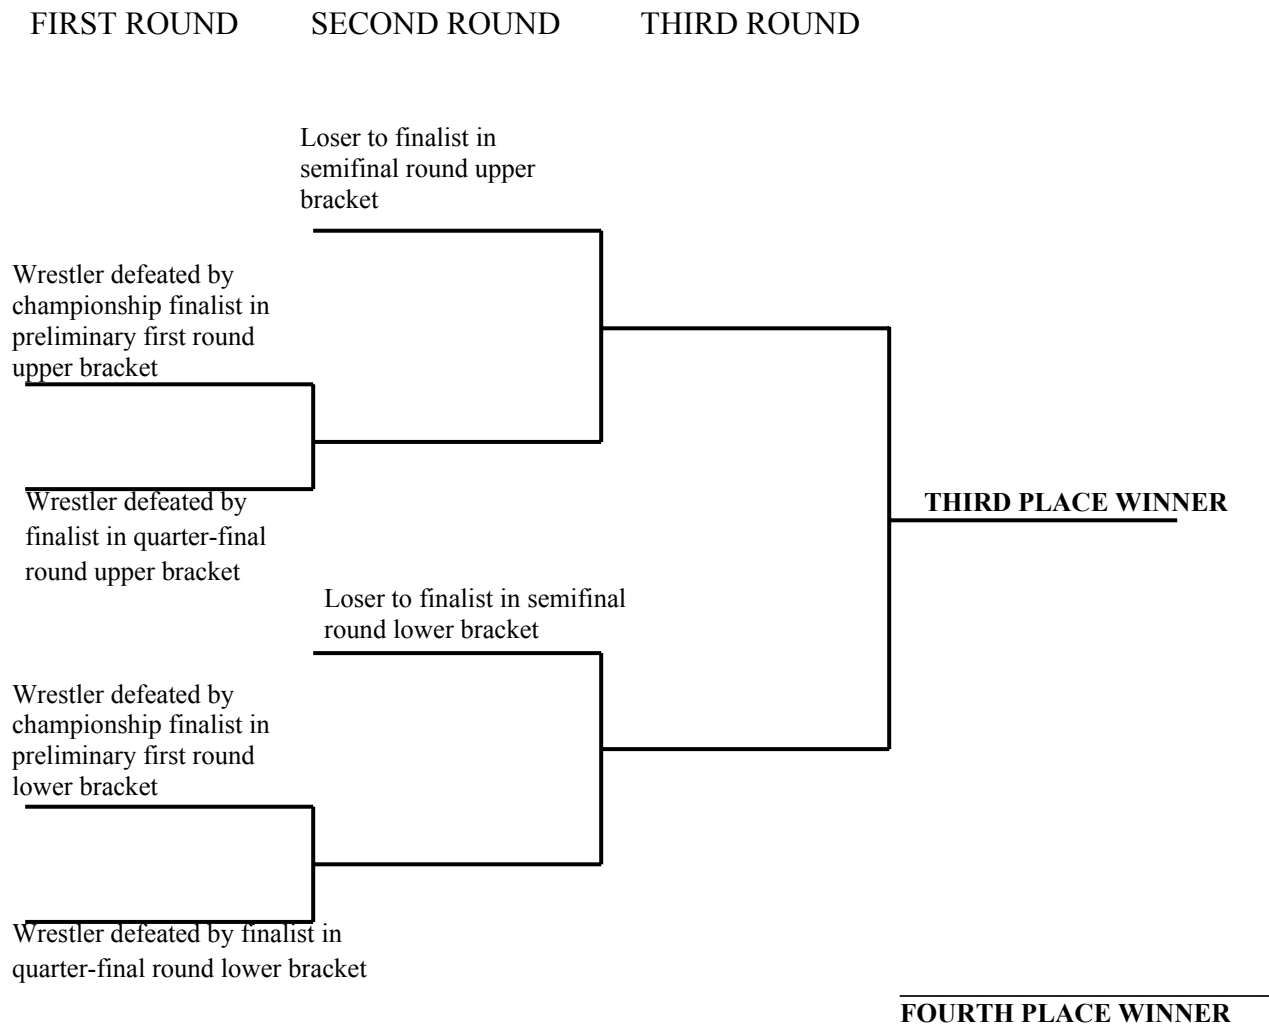 FIRST ROUND SECOND ROUND THIRD ROUND
Loser to finalist in
semifinal round upper
bracket
Wrestler defeated by
championship finalist in
preliminary first round
upper bracket
Wrestler defeated by
finalist in quarter-final
round upper bracket
THIRD PLACE WINNER
Loser to finalist in semifinal
round lower bracket
Wrestler defeated by
championship finalist in
preliminary first round
lower bracket
Wrestler defeated by finalist in
quarter-final round lower bracket
FOURTH PLACE WINNER